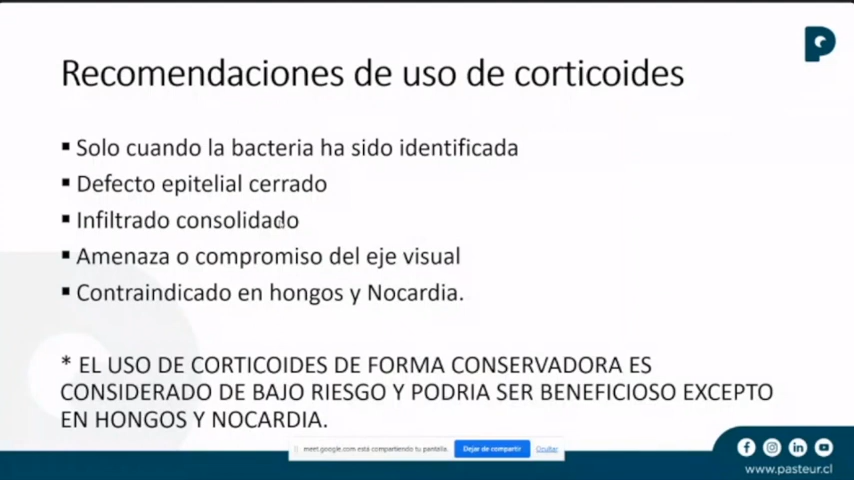 Recomendaciones de uso de corticoides
▪ Solo cuando la bacteria ha sido identificada
▪ Defecto epitelial cerrado
▪ Infiltrado consolidado
▪ Amenaza o compromiso del eje visual
▪ Contraindicado en hongos y Nocardia.
* EL USO DE CORTICOIDES DE FORMA CONSERVADORA ES
CONSIDERADO DE BAJO RIESGO Y PODRIA SER BENEFICIOSO EXCEPTO
EN HONGOS Y NOCARDIA.
meet.google.com está compartiendo tu pantalla. Dejar de compartir Ocultar
www.pasteur.cl